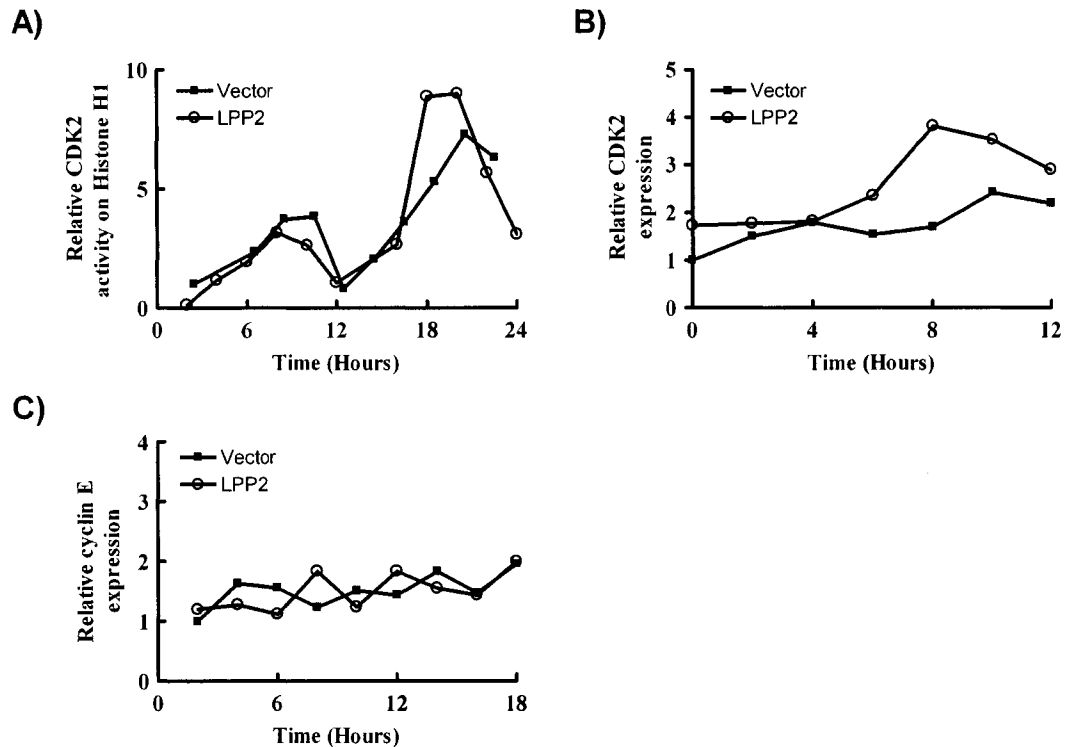 A)
Relative CDK2
activity on Histone H1
10
5
0
Vector
LPP2
0 6 12 18 24
Time (Hours)
B)
Relative CDK2
expression
5
4
3
2
1
0
Vector
LPP2
0 4 8 12
Time (Hours)
C)
Relative cyclin E
expression
4
3
2
1
0
Vector
LPP2
0 6 12 18
Time (Hours)